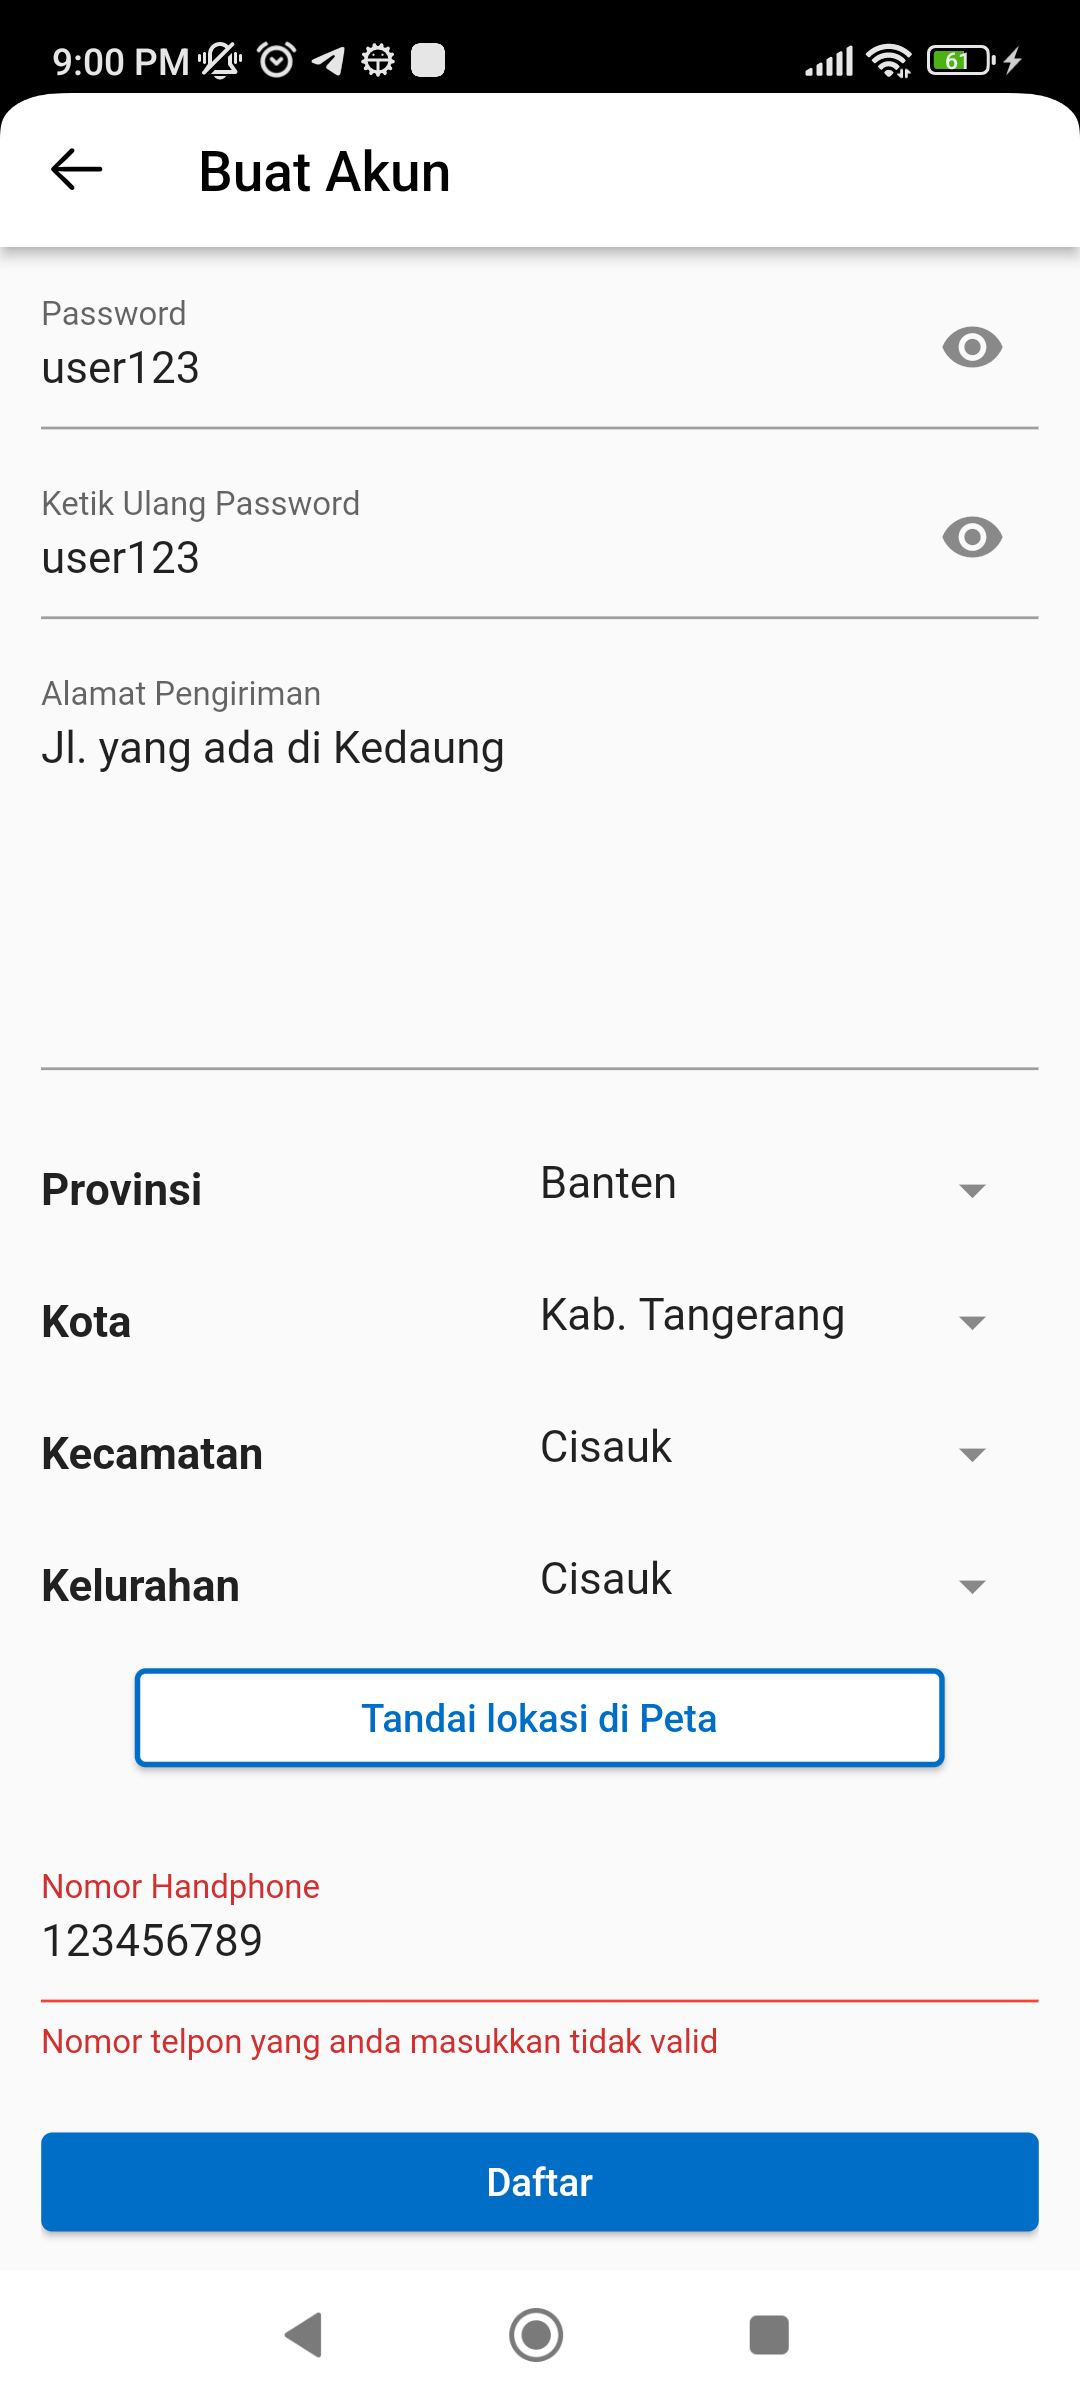 9:00 PM
61
Buat Akun
Password
user123
Ketik Ulang Password
user123
Alamat Pengiriman
Jl. yang ada di Kedaung
Provinsi Banten
Kota Kab. Tangerang
Kecamatan Cisauk
Kelurahan Cisauk
Tandai lokasi di Peta
Nomor Handphone
123456789
Nomor telpon yang anda masukkan tidak valid
Daftar